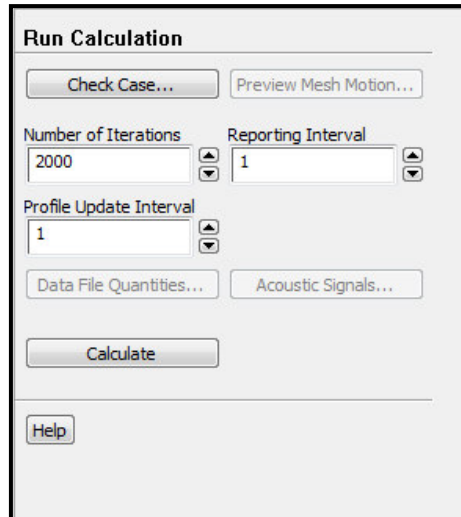 Run Calculation
Check Case... Preview Mesh Motion...
Number of Iterations Reporting Interval
2000 1
Profile Update Interval
1
Data File Quantities... Acoustic Signals...
Calculate
Help